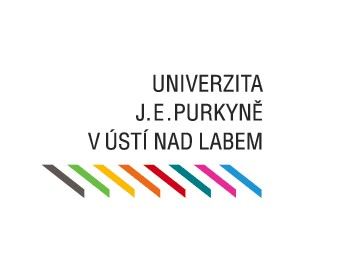 UNIVERZITA
J. E. PURKYNĚ
V ÚSTÍ NAD LABEM